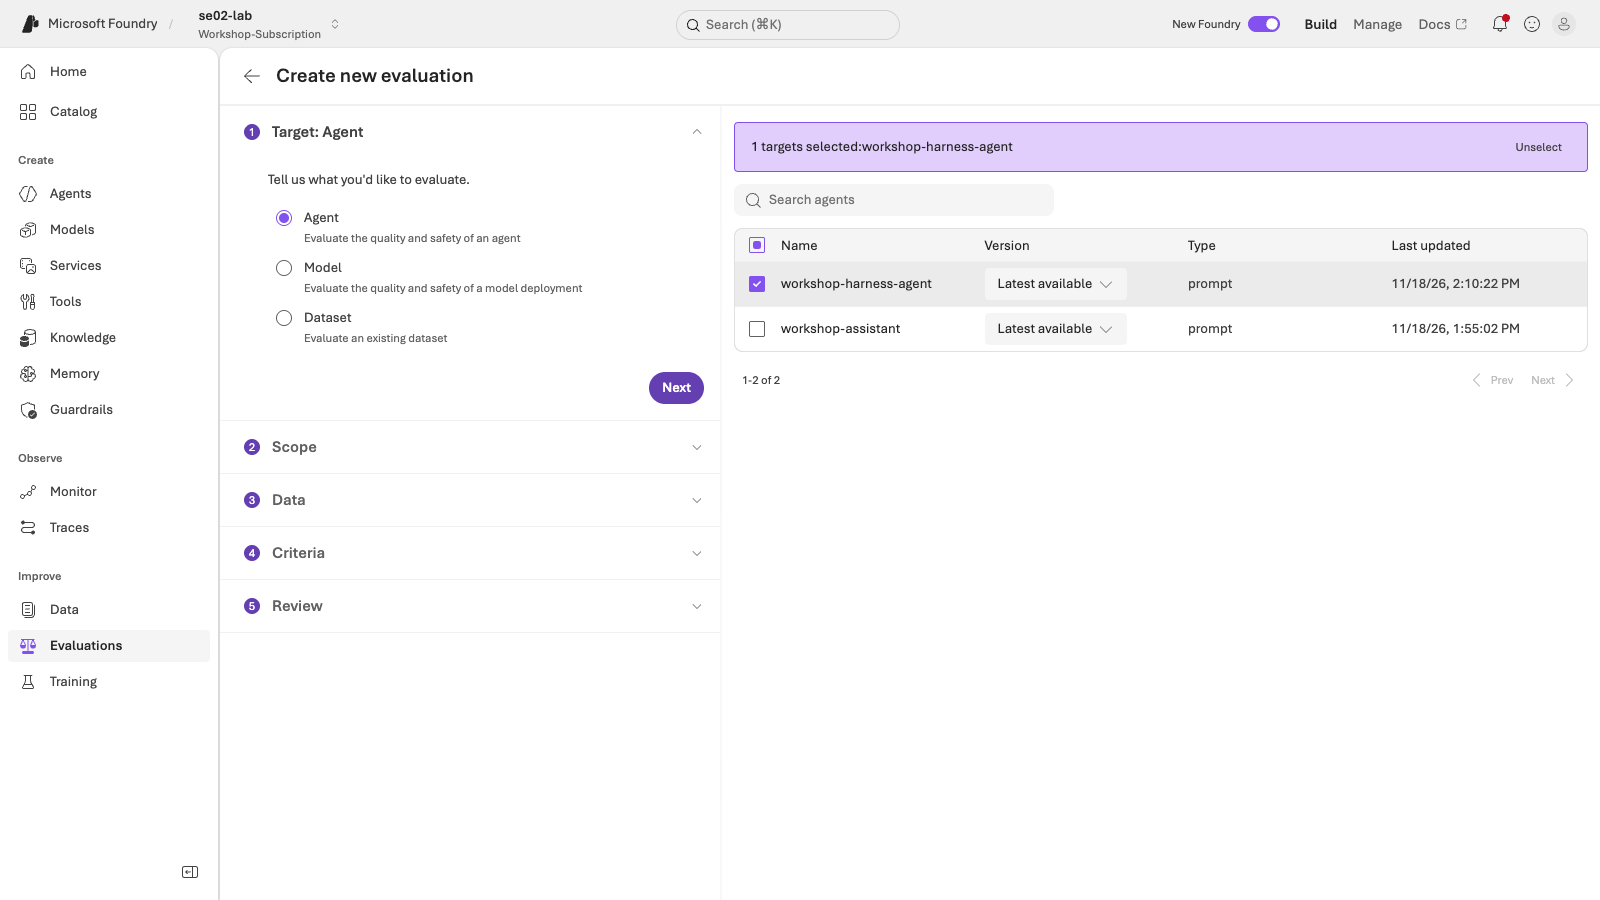 Microsoft Foundry / se02-lab
Workshop-Subscription
Search (⌘K)
New Foundry
Build
Manage
Docs
Home
Catalog
Create
Agents
Models
Services
Tools
Knowledge
Memory
Guardrails
Observe
Monitor
Traces
Improve
Data
Evaluations
Training
Create new evaluation
1 Target: Agent
Tell us what you'd like to evaluate.
Agent
Evaluate the quality and safety of an agent
Model
Evaluate the quality and safety of a model deployment
Dataset
Evaluate an existing dataset
Next
2 Scope
3 Data
4 Criteria
5 Review
1 targets selected:workshop-harness-agent Unselect
Search agents
Name Version Type Last updated
workshop-harness-agent Latest available prompt 11/18/26, 2:10:22 PM
workshop-assistant Latest available prompt 11/18/26, 1:55:02 PM
1-2 of 2 Prev Next